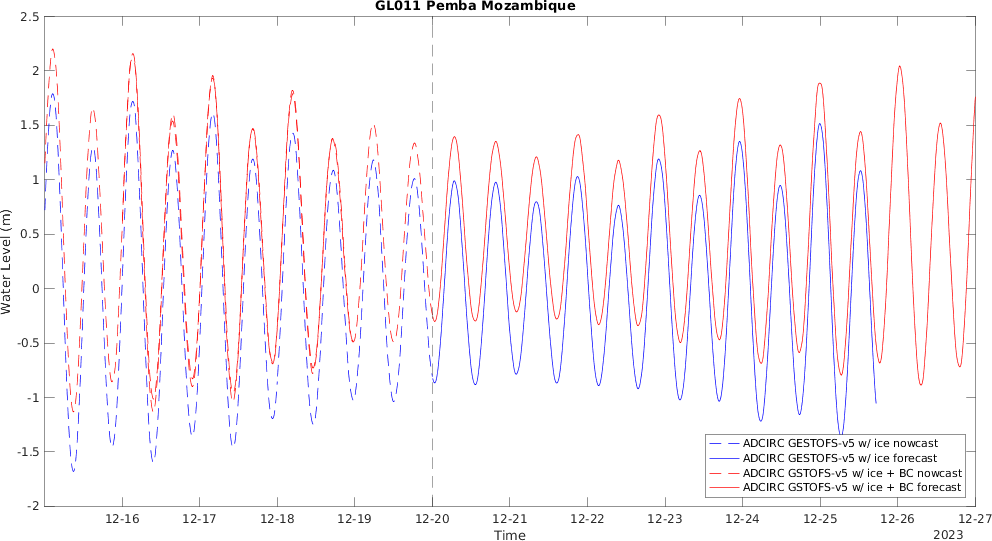 GL011 Pemba Mozambique
2.5
2
1.5
1
0.5
0
-0.5
-1
-1.5
-2
Water Level (m)
ADCIRC GESTOFS-v5 w/ ice nowcast
ADCIRC GESTOFS-v5 w/ ice forecast
ADCIRC GSTOFS-v5 w/ ice + BC nowcast
ADCIRC GSTOFS-v5 w/ ice + BC forecast
12-16 12-17 12-18 12-19 12-20 12-21 12-22 12-23 12-24 12-25 12-26 12-27
Time
2023